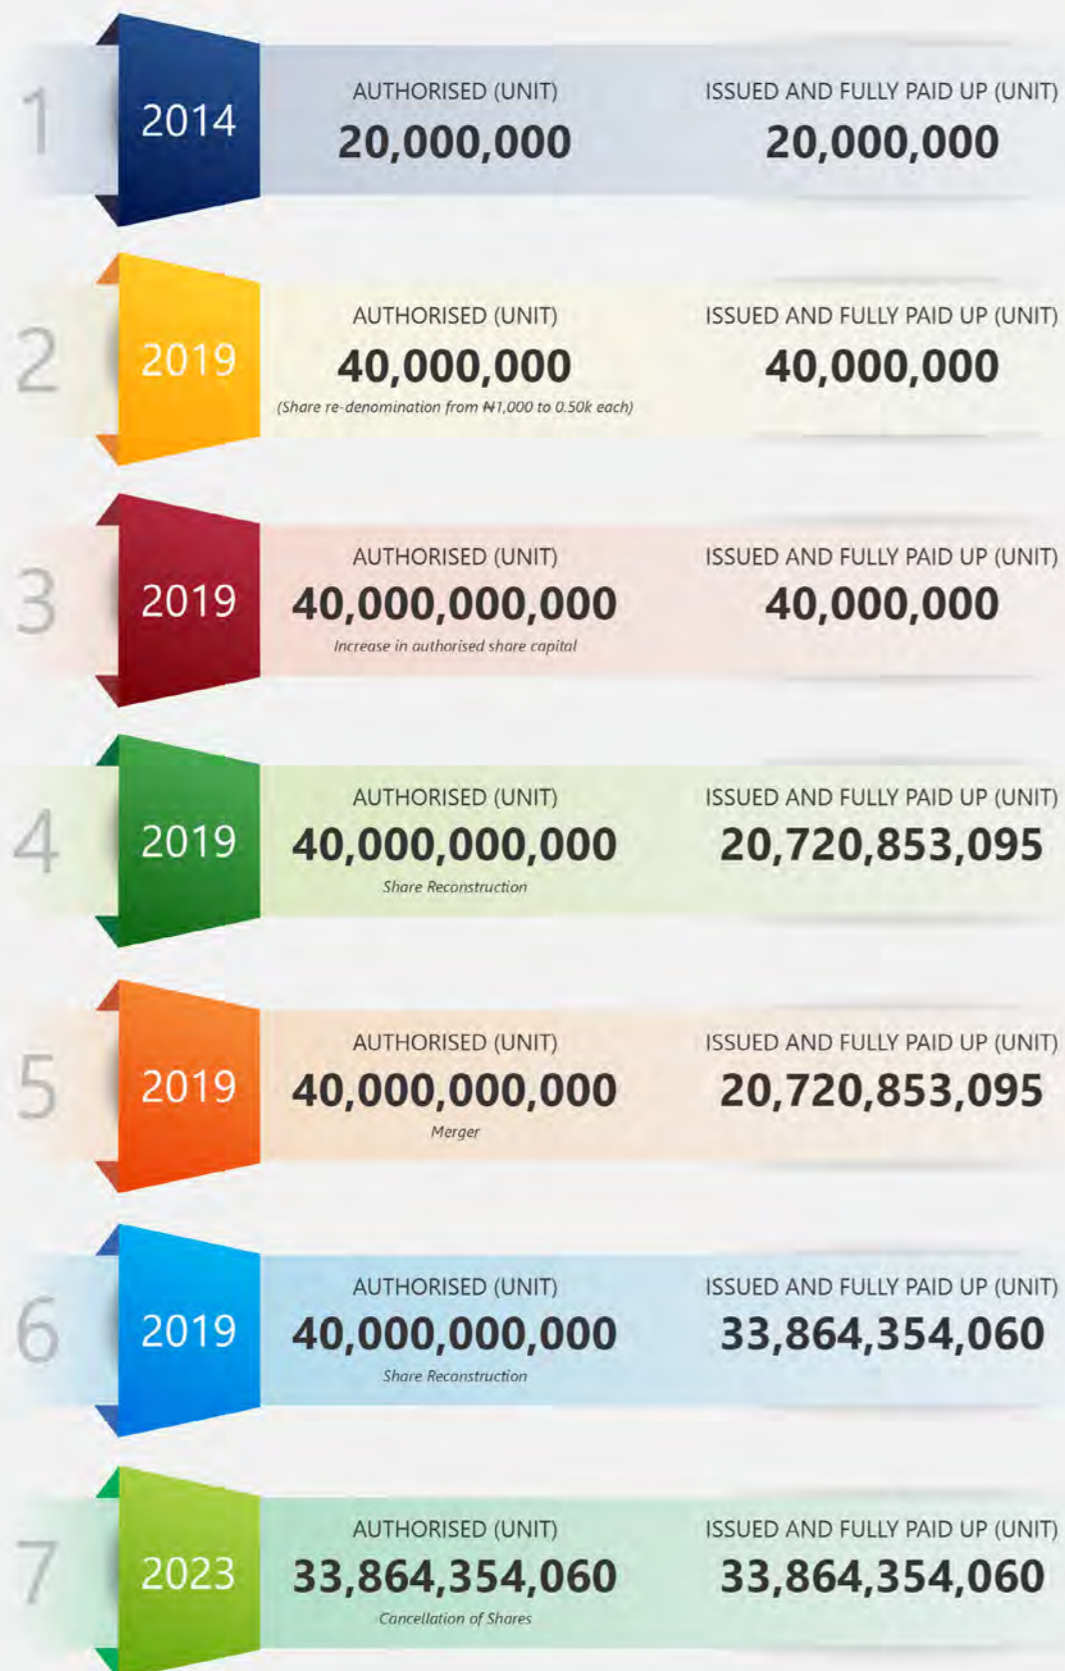 1
2014
AUTHORISED (UNIT)
20,000,000
ISSUED AND FULLY PAID UP (UNIT)
20,000,000
2
2019
AUTHORISED (UNIT)
40,000,000
(Share re-denomination from ₦1,000 to 0.50k each)
ISSUED AND FULLY PAID UP (UNIT)
40,000,000
3
2019
AUTHORISED (UNIT)
40,000,000,000
Increase in authorised share capital
ISSUED AND FULLY PAID UP (UNIT)
40,000,000
4
2019
AUTHORISED (UNIT)
40,000,000,000
Share Reconstruction
ISSUED AND FULLY PAID UP (UNIT)
20,720,853,095
5
2019
AUTHORISED (UNIT)
40,000,000,000
Merger
ISSUED AND FULLY PAID UP (UNIT)
20,720,853,095
6
2019
AUTHORISED (UNIT)
40,000,000,000
Share Reconstruction
ISSUED AND FULLY PAID UP (UNIT)
33,864,354,060
7
2023
AUTHORISED (UNIT)
33,864,354,060
Cancellation of Shares
ISSUED AND FULLY PAID UP (UNIT)
33,864,354,060